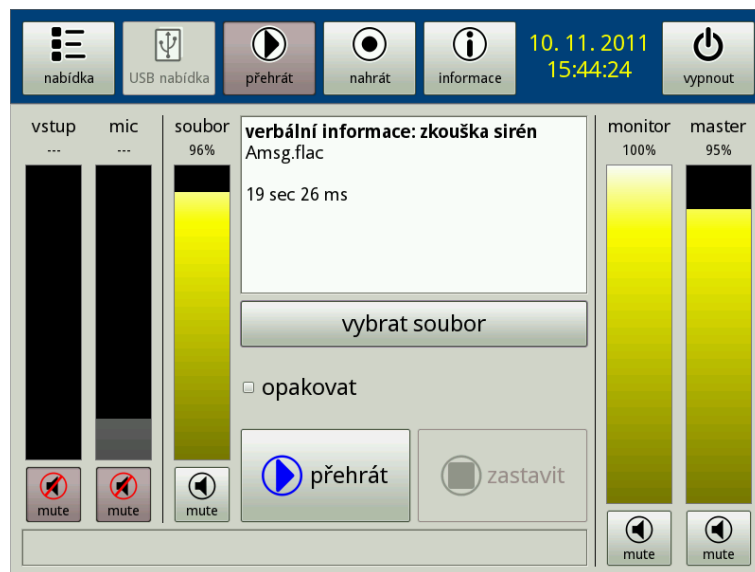 nabídka
USB nabídka
přehrát
nahrát
informace
10. 11. 2011
15:44:24
vypnout
vstup
---
mic
---
soubor
96%
verbální informace: zkouška sirén
Amsg.flac
19 sec 26 ms
monitor
100%
master
95%
vybrat soubor
opakovat
přehrát
zastavit
mute
mute
mute
mute
mute